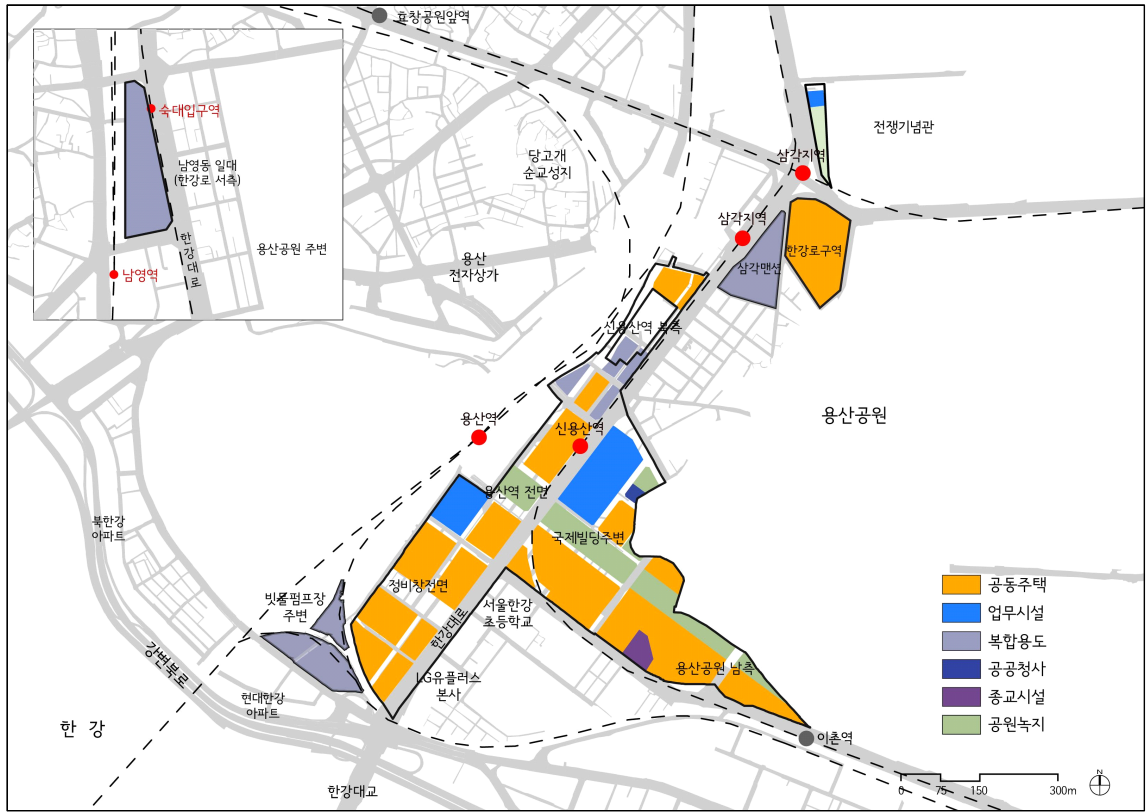 효창공원앞역
숙대입구역
남영동 일대
(한강로 서측)
한강대로
용산공원 주변
남영역
당고개
순교성지
전쟁기념관
삼각지역
삼각지역
한강로구역
삼각맨션
용산
전자상가
신용산역 북측
용산공원
용산역
신용산역
용산역 전면
국제빌딩주변
북한강
아파트
정비창전면
빗물펌프장
주변
서울한강
초등학교
한강대로
강변북로
용산공원 남측
LG유플러스
본사
현대한강
아파트
한 강
이촌역
한강대교
공동주택
업무시설
복합용도
공공청사
종교시설
공원녹지
0 75 150 300m
N